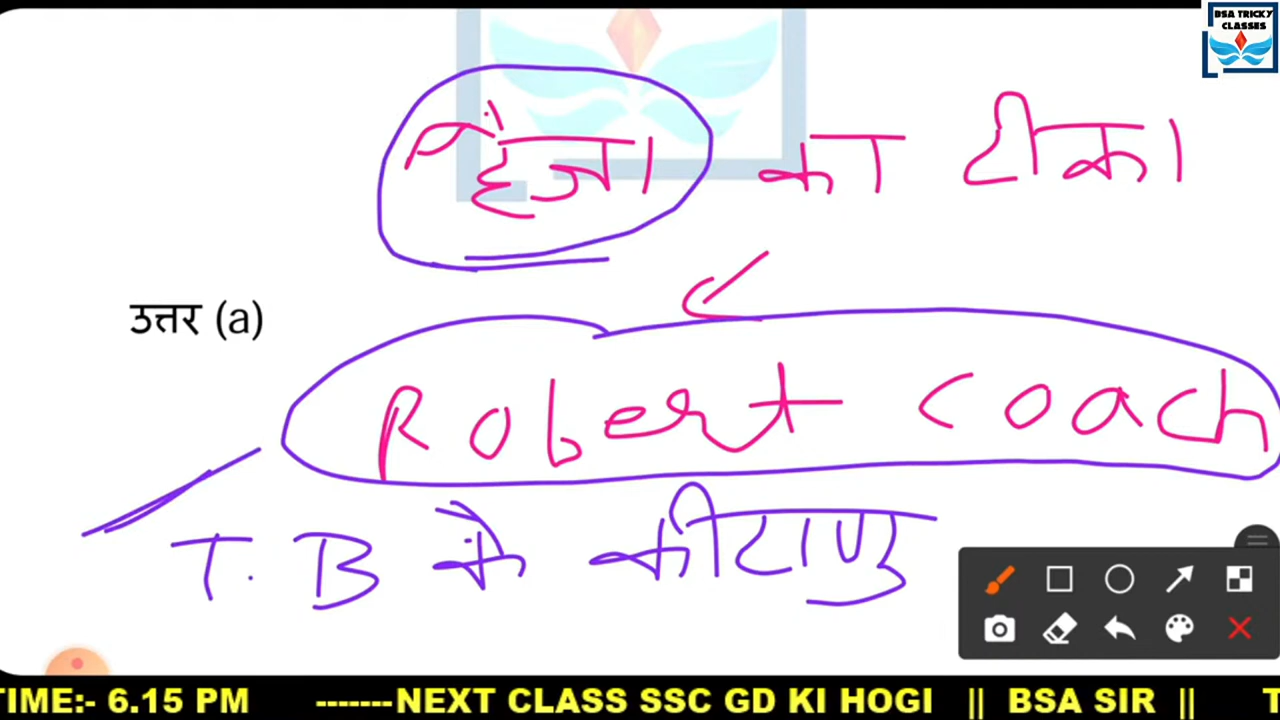 BSA TRICKY
CLASSES
हैजा का टीका
उत्तर (a)
Robert Coach
T.B के कीटाणु
TIME:- 6.15 PM -------NEXT CLASS SSC GD KI HOGI || BSA SIR || T